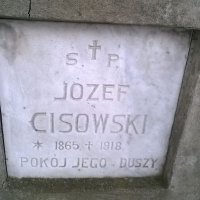 S. † P.
JÓZEF
CISOWSKI
* 1865 † 1918
POKÓJ JEGO DUSZY